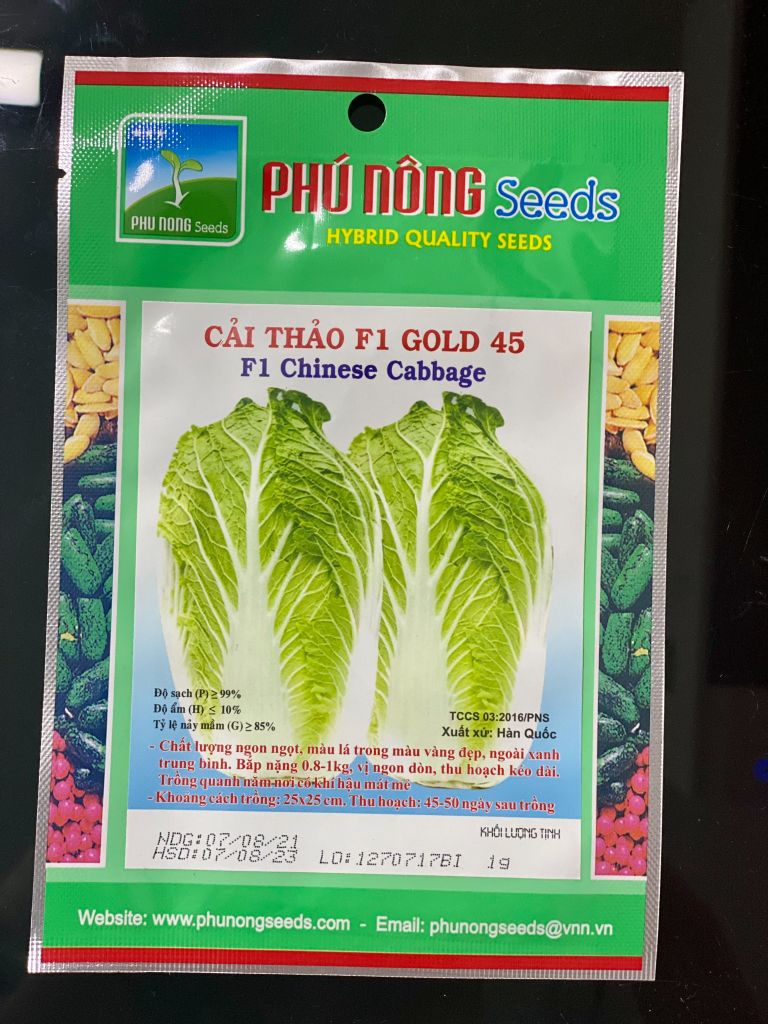 PHU NONG Seeds
PHÚ NÔNG Seeds
HYBRID QUALITY SEEDS
CẢI THẢO F1 GOLD 45
F1 Chinese Cabbage
Độ sạch (P) ≥ 99%
Độ ẩm (H) ≤ 10%
Tỷ lệ nảy mầm (G) ≥ 85%
TCCS 03:2016/PNS
Xuất xứ: Hàn Quốc
- Chất lượng ngon ngọt, màu lá trong màu vàng đẹp, ngoài xanh
trung bình. Bắp nặng 0.8-1kg, vị ngon dòn, thu hoạch kéo dài.
Trồng quanh năm nơi có khí hậu mát mẻ
- Khoảng cách trồng: 25x25 cm. Thu hoạch: 45-50 ngày sau trồng
KHỐI LƯỢNG TỊNH
NDG:07/08/21
HSD:07/08/23 LO:1270717BI 1g
Website: www.phunongseeds.com - Email: phunongseeds@vnn.vn